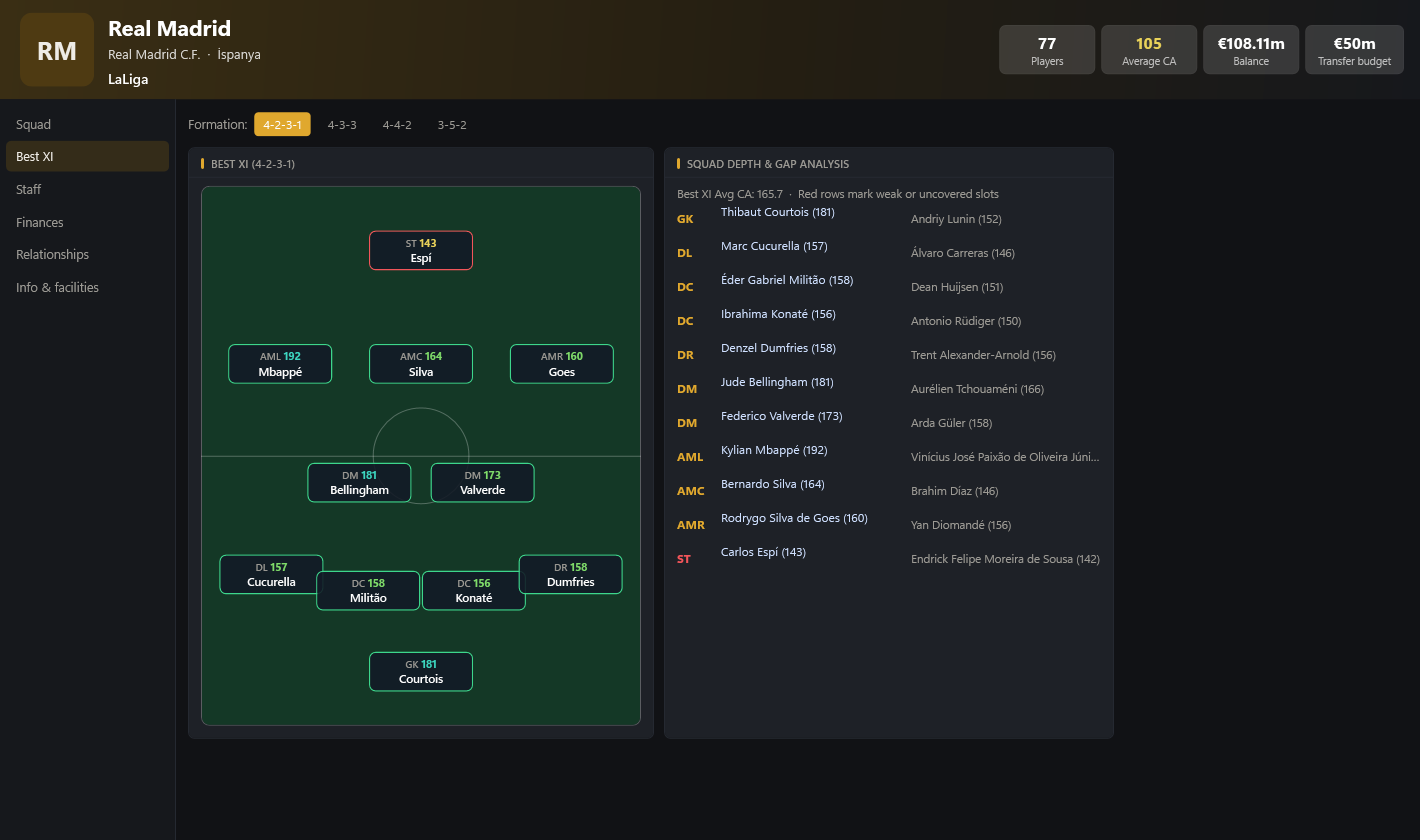 RM
Real Madrid
Real Madrid C.F. · İspanya
LaLiga
77
Players
105
Average CA
€108.11m
Balance
€50m
Transfer budget
Squad
Best XI
Staff
Finances
Relationships
Info & facilities
Formation: 4-2-3-1 4-3-3 4-4-2 3-5-2
BEST XI (4-2-3-1)
ST 143
Espí
AML 192
Mbappé
AMC 164
Silva
AMR 160
Goes
DM 181
Bellingham
DM 173
Valverde
DL 157
Cucurella
DC 158
Militão
DC 156
Konaté
DR 158
Dumfries
GK 181
Courtois
SQUAD DEPTH & GAP ANALYSIS
Best XI Avg CA: 165.7 · Red rows mark weak or uncovered slots
GK Thibaut Courtois (181) Andriy Lunin (152)
DL Marc Cucurella (157) Álvaro Carreras (146)
DC Éder Gabriel Militão (158) Dean Huijsen (151)
DC Ibrahima Konaté (156) Antonio Rüdiger (150)
DR Denzel Dumfries (158) Trent Alexander-Arnold (156)
DM Jude Bellingham (181) Aurélien Tchouaméni (166)
DM Federico Valverde (173) Arda Güler (158)
AML Kylian Mbappé (192) Vinícius José Paixão de Oliveira Júni...
AMC Bernardo Silva (164) Brahim Díaz (146)
AMR Rodrygo Silva de Goes (160) Yan Diomandé (156)
ST Carlos Espí (143) Endrick Felipe Moreira de Sousa (142)